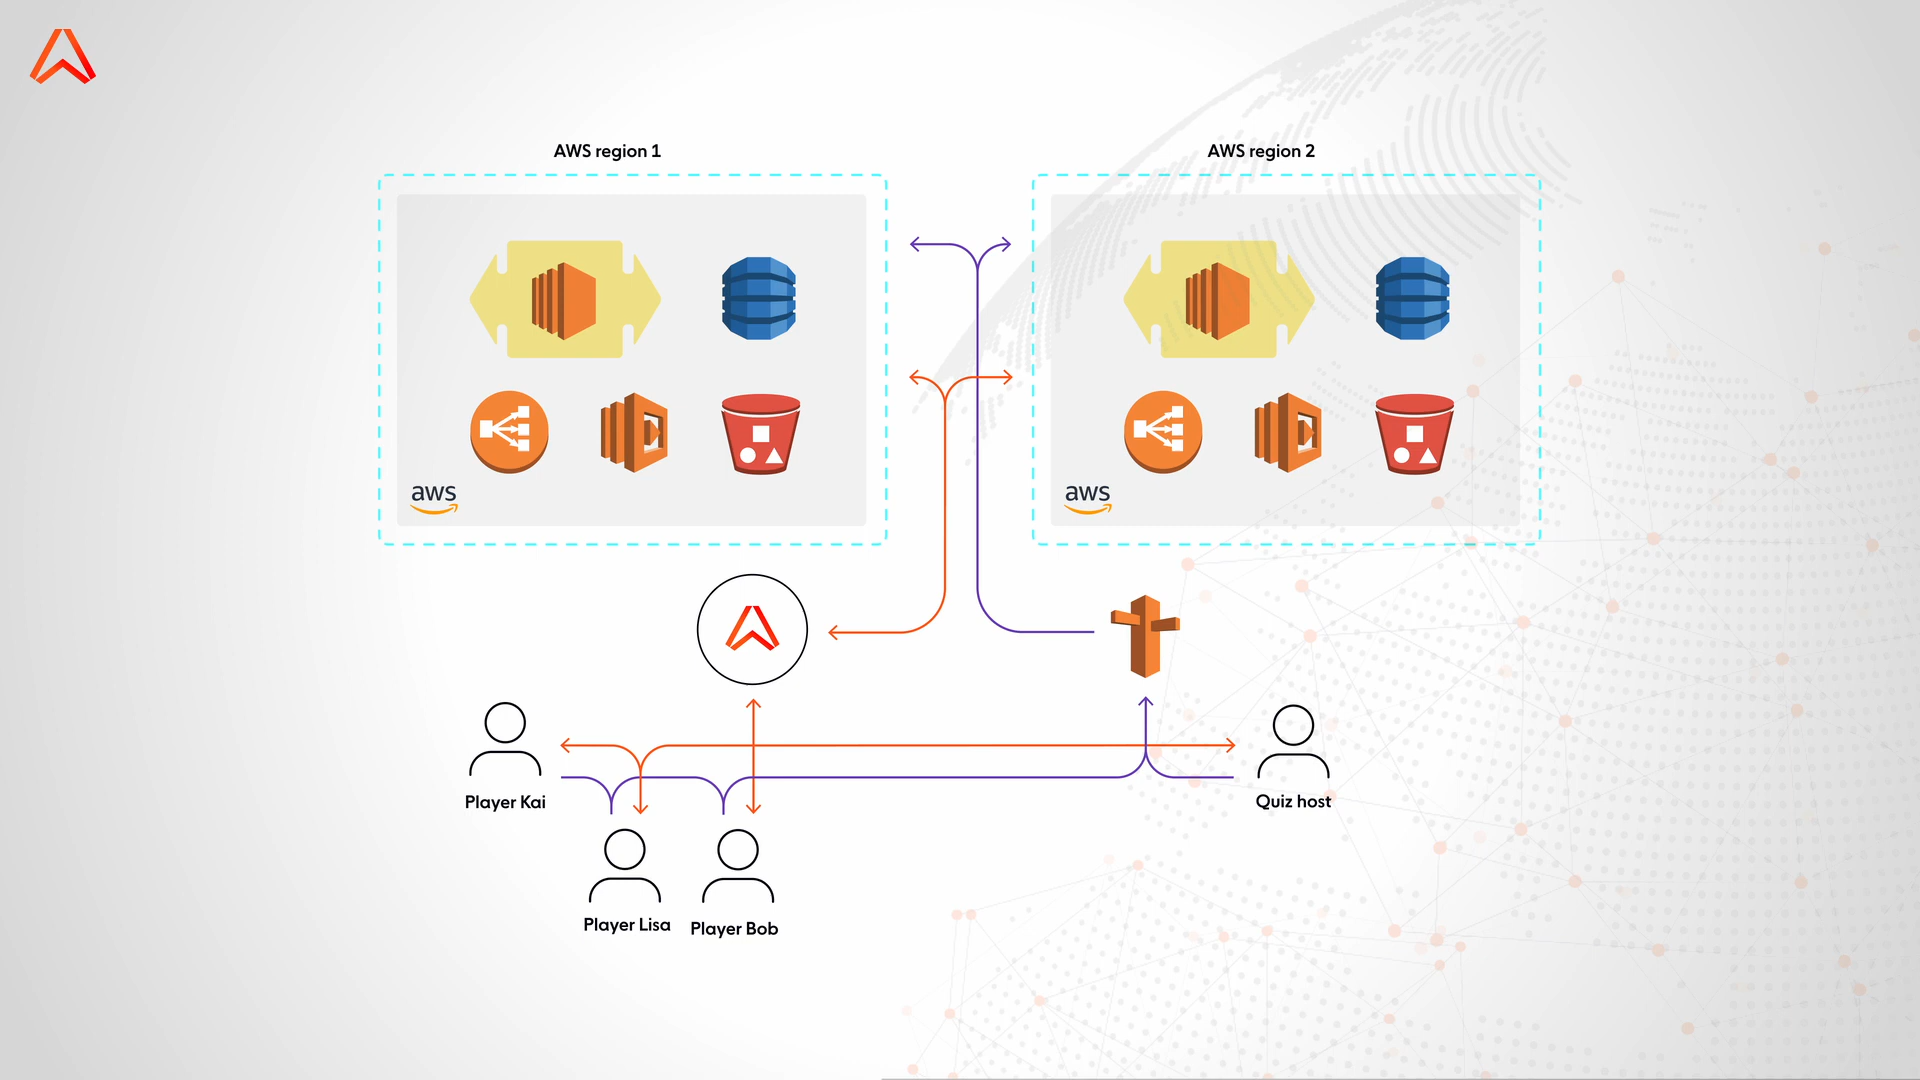 AWS region 1
AWS region 2
aws
aws
Player Kai
Quiz host
Player Lisa
Player Bob